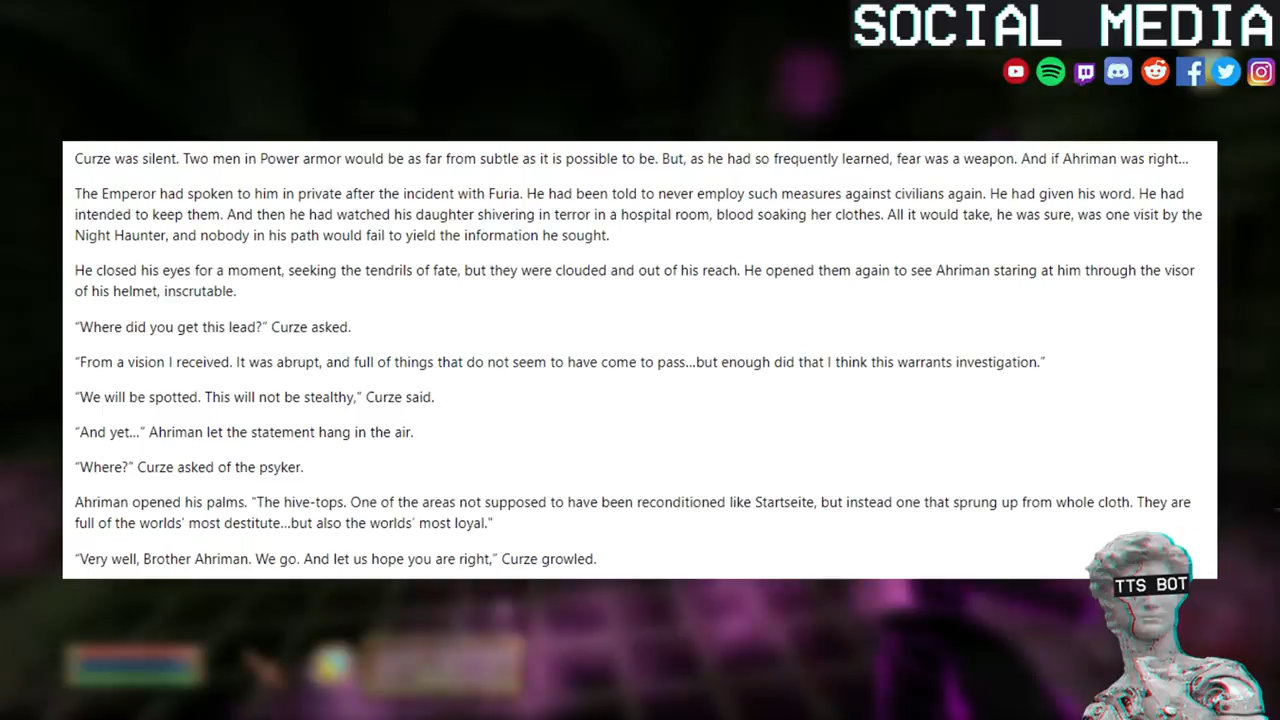 SOCIAL MEDIA
Curze was silent. Two men in Power armor would be as far from subtle as it is possible to be. But, as he had so frequently learned, fear was a weapon. And if Ahriman was right...
The Emperor had spoken to him in private after the incident with Furia. He had been told to never employ such measures against civilians again. He had given his word. He had
intended to keep them. And then he had watched his daughter shivering in terror in a hospital room, blood soaking her clothes. All it would take, he was sure, was one visit by the
Night Haunter, and nobody in his path would fail to yield the information he sought.
He closed his eyes for a moment, seeking the tendrils of fate, but they were clouded and out of his reach. He opened them again to see Ahriman staring at him through the visor
of his helmet, inscrutable.
“Where did you get this lead?” Curze asked.
“From a vision I received. It was abrupt, and full of things that do not seem to have come to pass...but enough did that I think this warrants investigation.”
“We will be spotted. This will not be stealthy,” Curze said.
“And yet...” Ahriman let the statement hang in the air.
“Where?” Curze asked of the psyker.
Ahriman opened his palms. “The hive-tops. One of the areas not supposed to have been reconditioned like Startseite, but instead one that sprung up from whole cloth. They are
full of the worlds’ most destitute...but also the worlds’ most loyal.”
“Very well, Brother Ahriman. We go. And let us hope you are right,” Curze growled.
TTS BOT